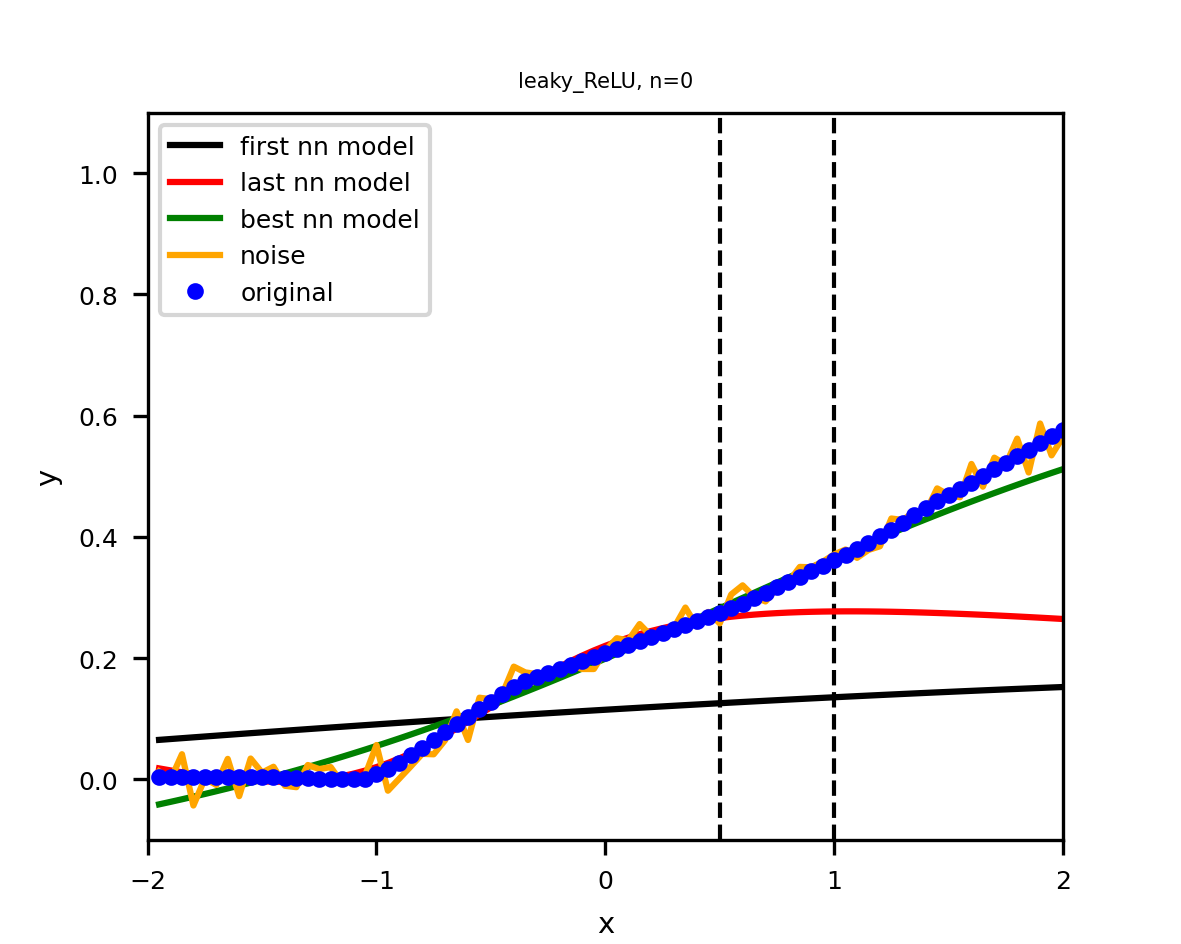 leaky_ReLU, n=0
first nn model
last nn model
best nn model
noise
original
1.0
0.8
0.6
0.4
0.2
0.0
y
−2
−1
0
1
2
x